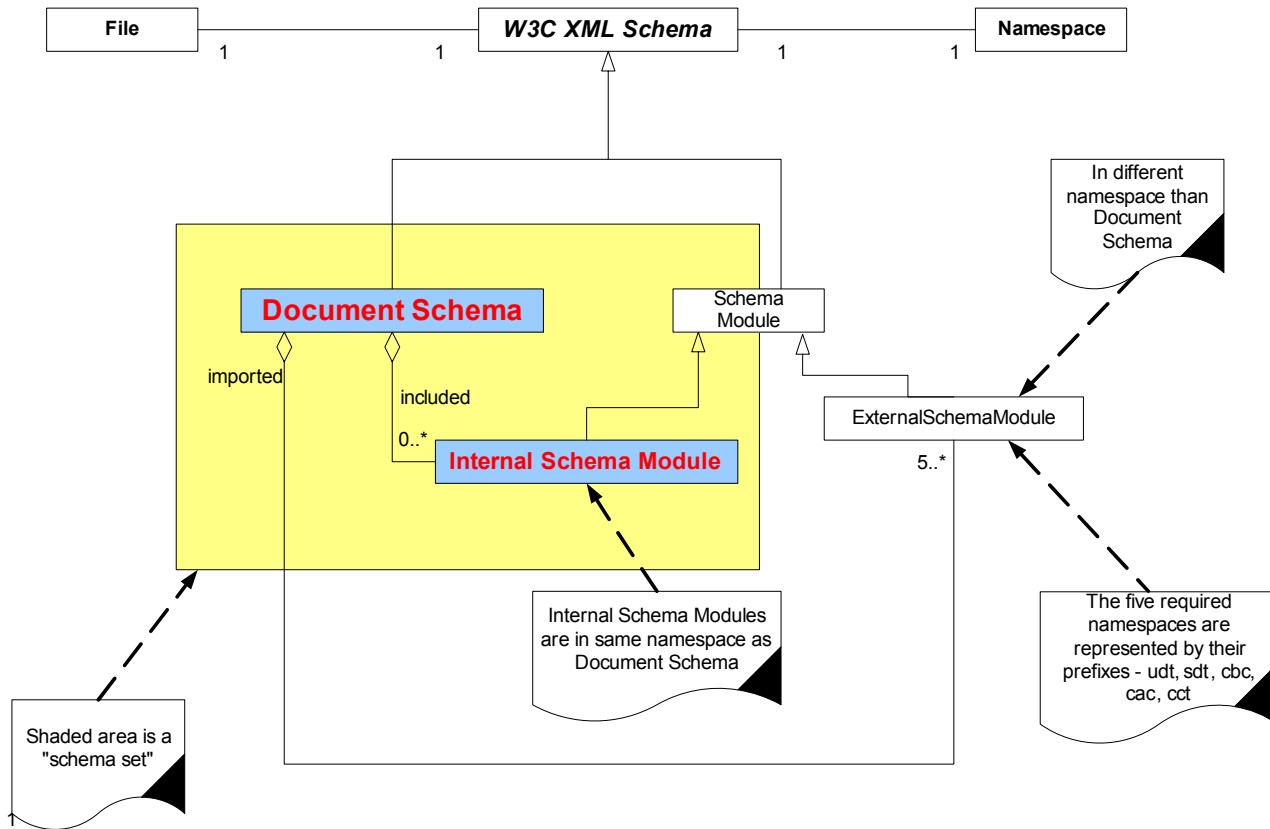 File
W3C XML Schema
Namespace
1
1
1
1
In different
namespace than
Document
Schema
Document Schema
Schema
Module
imported
included
0..*
ExternalSchemaModule
Internal Schema Module
5..*
Internal Schema Modules
are in same namespace as
Document Schema
The five required
namespaces are
represented by their
prefixes - udt, sdt, cbc,
cac, cct
Shaded area is a
"schema set"
1